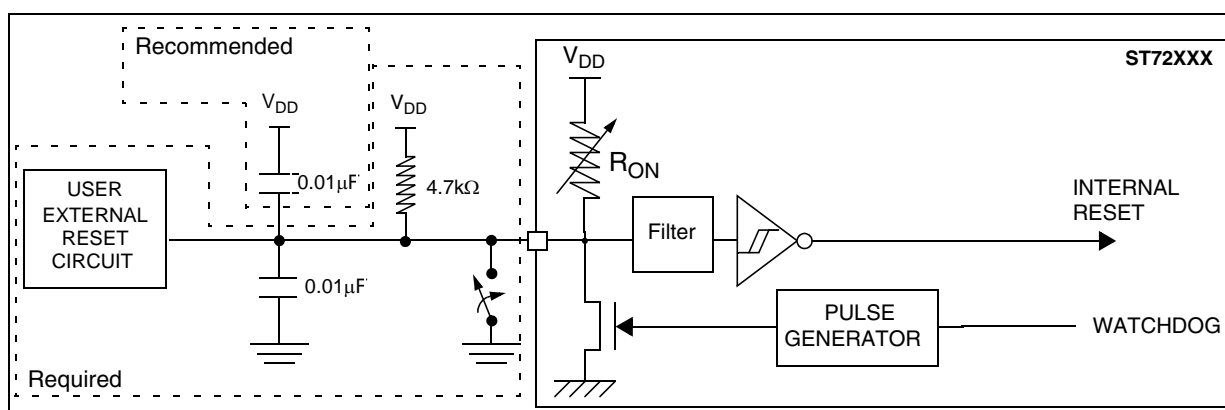 Recommended
VDD
0.01μF
VDD
4.7kΩ
USER
EXTERNAL
RESET
CIRCUIT
0.01μF
Required
ST72XXX
VDD
RON
Filter
INTERNAL
RESET
PULSE
GENERATOR
WATCHDOG